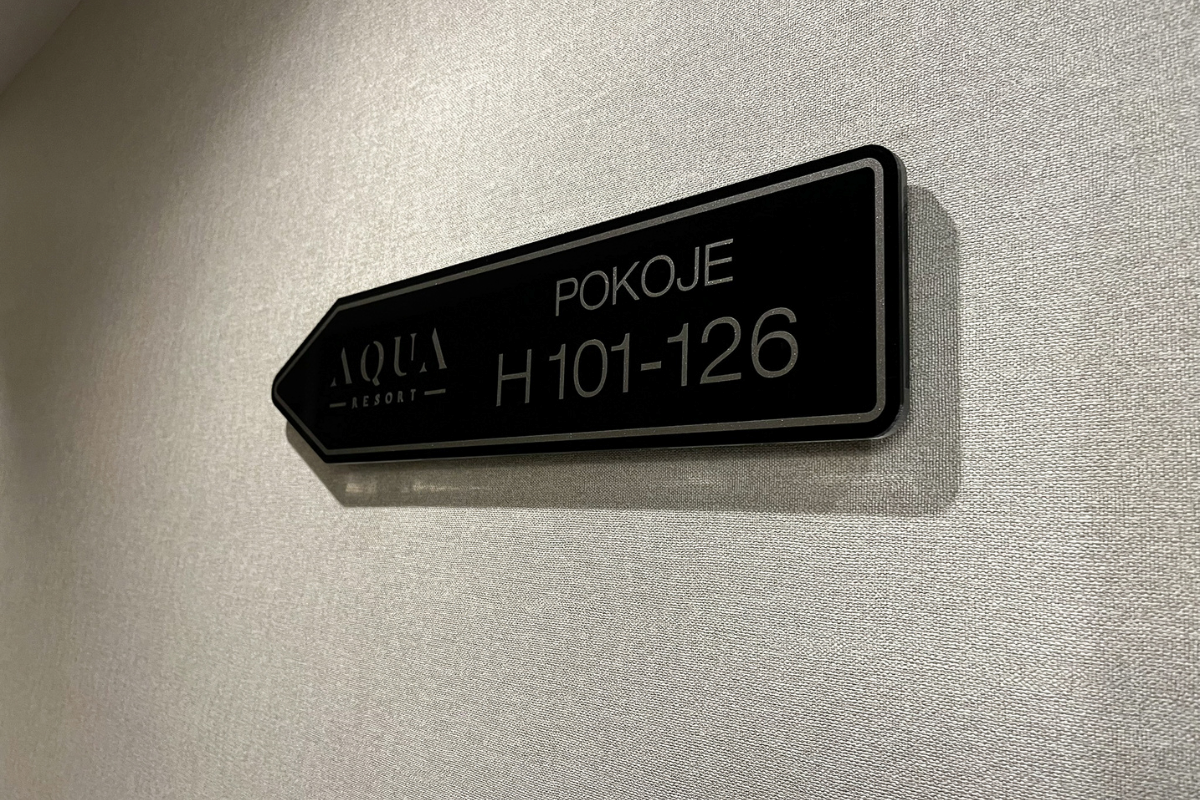 AQUA
RESORT
POKOJE
H 101-126